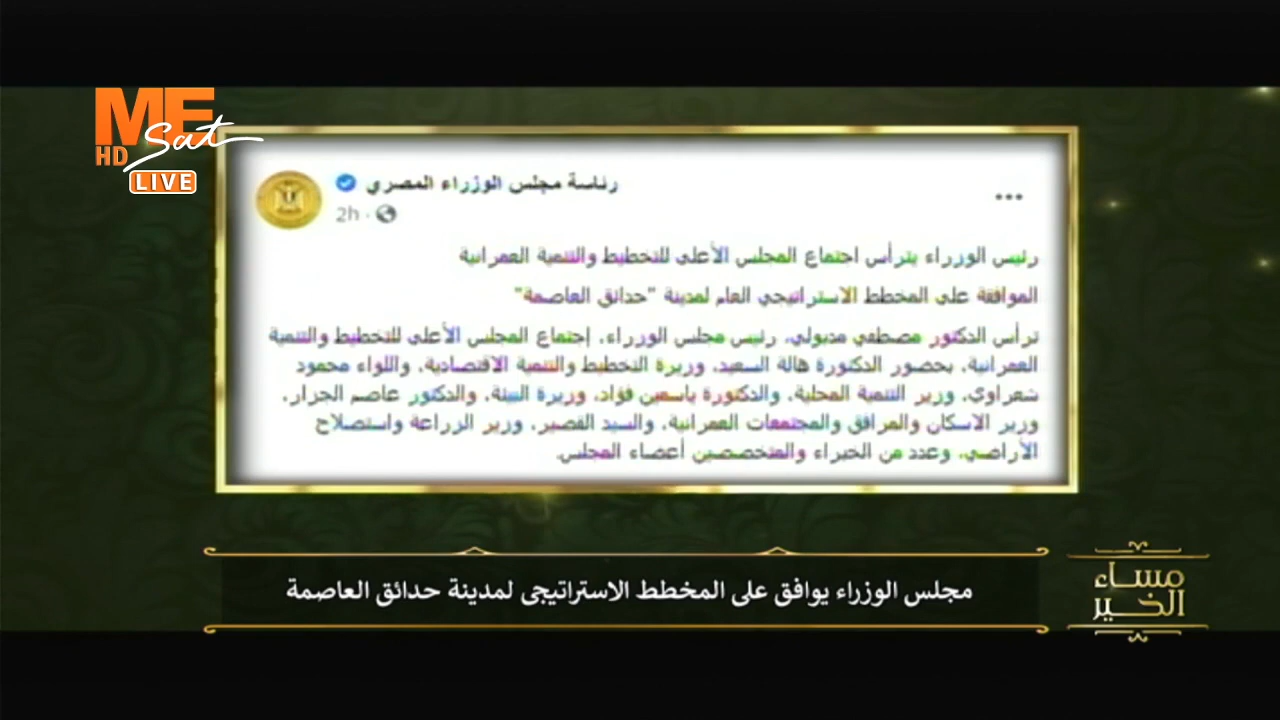 ME
Sat
HD
LIVE
رئاسة مجلس الوزراء المصري
2h
رئيس الوزراء يترأس اجتماع المجلس الأعلى للتخطيط والتنمية العمرانية
الموافقة على المخطط الاستراتيجي العام لمدينة "حدائق العاصمة"
ترأس الدكتور مصطفى مدبولي، رئيس مجلس الوزراء، إجتماع المجلس الأعلى للتخطيط والتنمية
العمرانية، بحضور الدكتورة هالة السعيد، وزيرة التخطيط والتنمية الاقتصادية، واللواء محمود
شعراوي، وزير التنمية المحلية، والدكتورة ياسمين فؤاد، وزيرة البيئة، والدكتور عاصم الجزار،
وزير الاسكان والمرافق والمجتمعات العمرانية، والسيد القصير، وزير الزراعة واستصلاح
الأراضي، وعدد من الخبراء والمتخصصين أعضاء المجلس.
مجلس الوزراء يوافق على المخطط الاستراتيجى لمدينة حدائق العاصمة
مساء
الخير